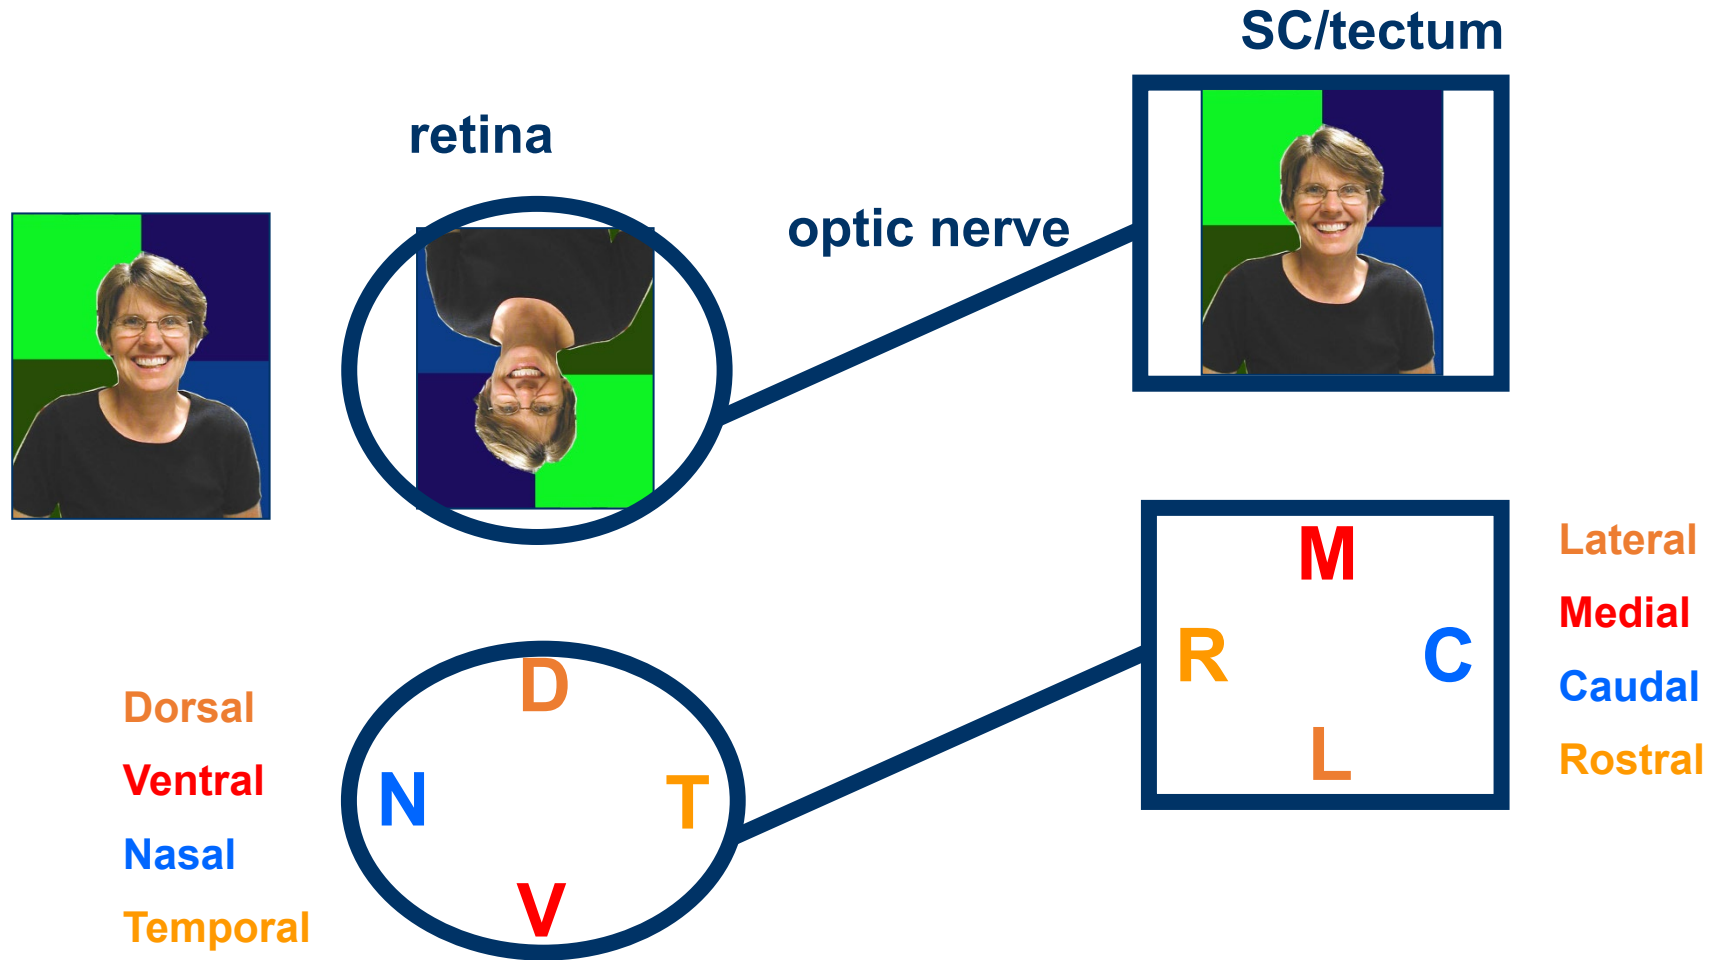 SC/tectum
retina
optic nerve
M
R
C
L
Lateral
Medial
Caudal
Rostral
D
N
T
V
Dorsal
Ventral
Nasal
Temporal